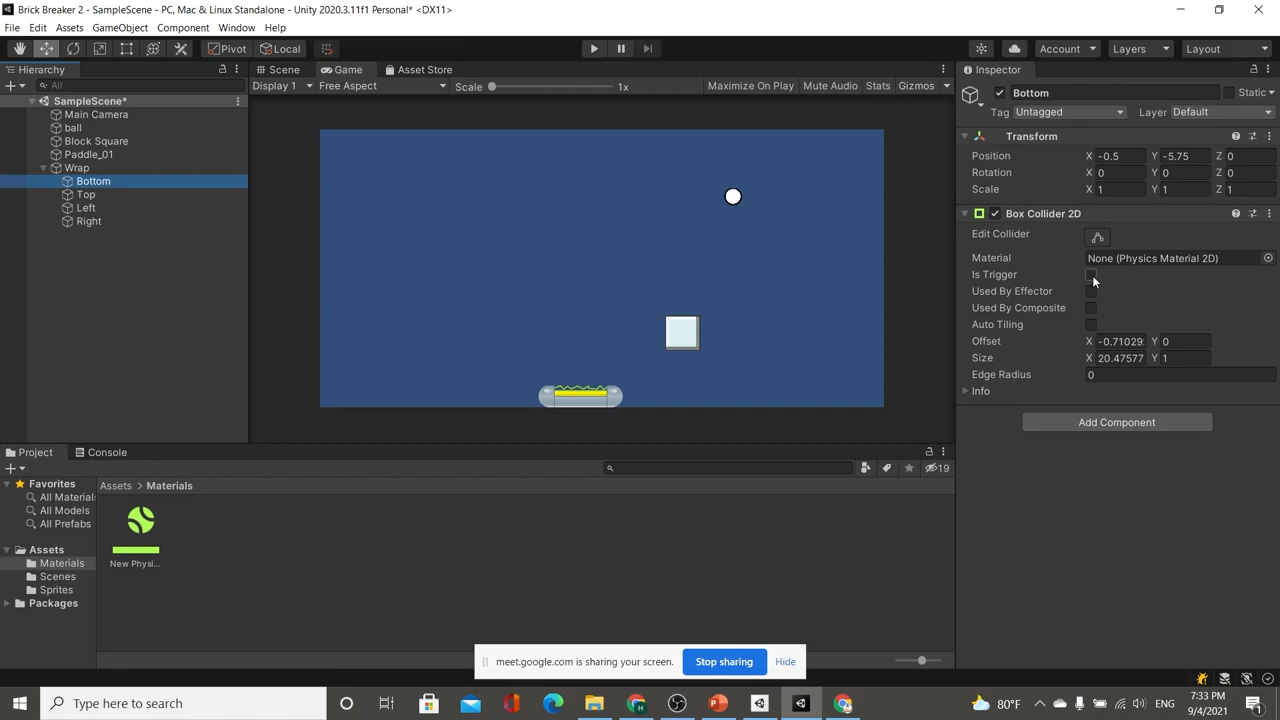 Brick Breaker 2 - SampleScene - PC, Mac & Linux Standalone - Unity 2020.3.11f1 Personal* <DX11>
File Edit Assets GameObject Component Window Help
Pivot Local Account Layers Layout
Hierarchy Scene Game Asset Store Inspector
All Display 1 Free Aspect Scale 1x Maximize On Play Mute Audio Stats Gizmos
Bottom Static
SampleScene*
Tag Untagged Layer Default
Main Camera
ball
Transform
Block Square
Paddle_01
Position X -0.5 Y -5.75 Z 0
Wrap
Rotation X 0 Y 0 Z 0
Bottom
Scale X 1 Y 1 Z 1
Top
Left
Box Collider 2D
Right
Edit Collider
Material None (Physics Material 2D)
Is Trigger
Used By Effector
Used By Composite
Auto Tiling
Offset X -0.71029 Y 0
Size X 20.47577 Y 1
Edge Radius 0
Info
Add Component
Project Console
19
Favorites
Assets > Materials
All Materials
All Models
All Prefabs
Assets
Materials
New Physi...
Scenes
Sprites
Packages
meet.google.com is sharing your screen. Stop sharing Hide
Type here to search
80°F ENG
7:33 PM
9/4/2021
1